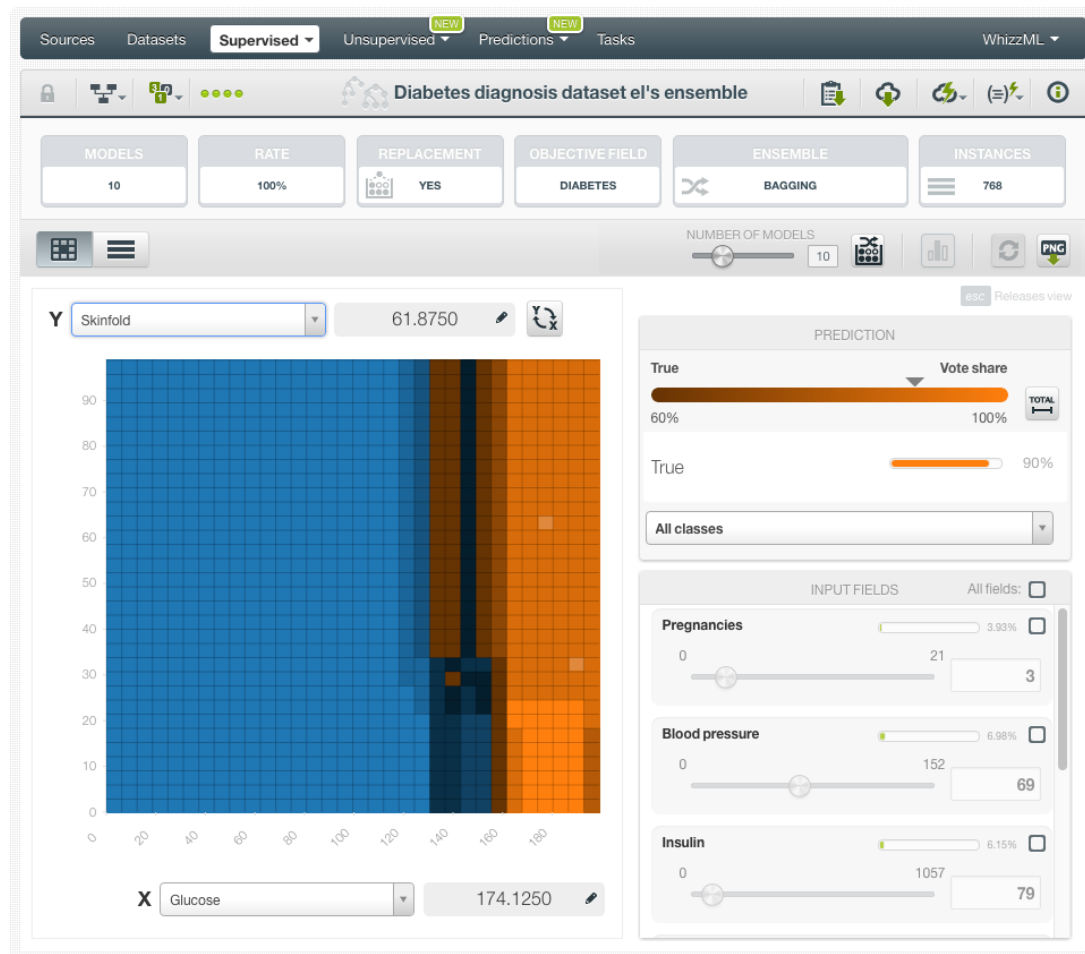 NEW NEW
Sources Datasets Supervised Unsupervised Predictions Tasks WhizzML
Diabetes diagnosis dataset el's ensemble
MODELS RATE REPLACEMENT OBJECTIVE FIELD ENSEMBLE INSTANCES
10 100% YES DIABETES BAGGING 768
NUMBER OF MODELS
10
PNG
esc Releases view
Y Skinfold 61.8750
Y X
PREDICTION
True Vote share
TOTAL
60% 100%
True 90%
All classes
90
80
70
60
50
40
30
20
10
0
0 20 40 60 80 100 120 140 160 180
X Glucose 174.1250
INPUT FIELDS All fields:
Pregnancies 3.93%
0 21
3
Blood pressure 6.98%
0 152
69
Insulin 6.15%
0 1057
79